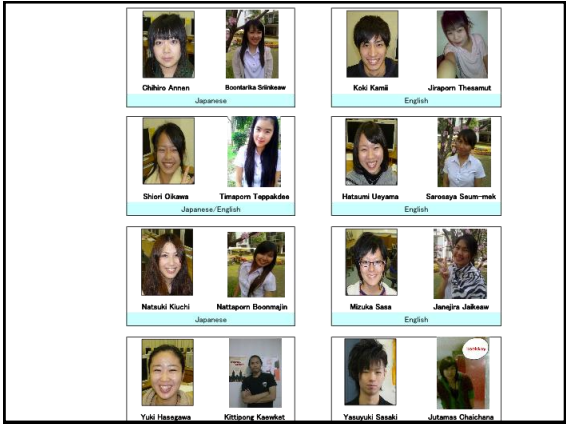 Chihiro Annan Boontarika Sriinkeaw
Japanese
Koki Kamii Jiraporn Thesamut
English
Shiori Oikawa Timaporn Tappakdee
Japanese/English
Hatsumi Ueyama Sarosaya Saum-mek
English
Natsuki Kiuchi Nattaporn Boonmajin
Japanese
Mizuka Sasa Janejira Jaikeaw
English
Yuki Hasegawa Kittipong Kaewket
Yasuyuki Sasaki Jutamas Chaichana